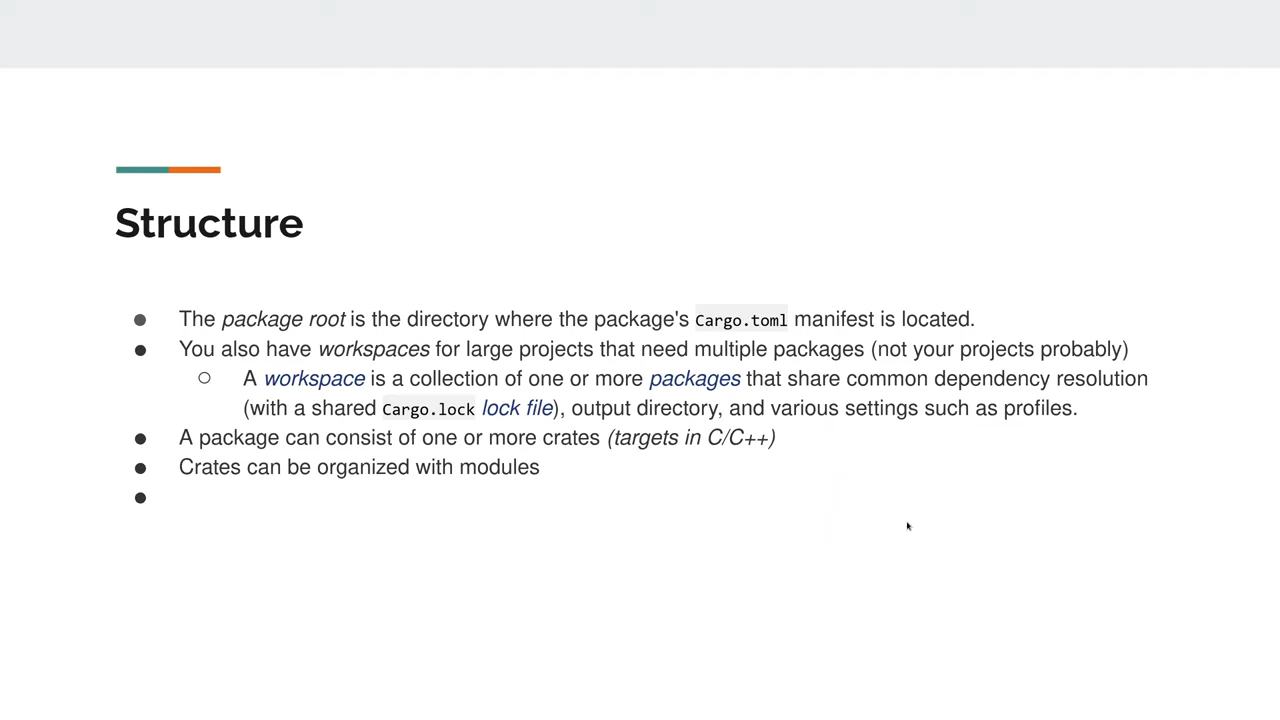 Structure
● The package root is the directory where the package's Cargo.toml manifest is located.
● You also have workspaces for large projects that need multiple packages (not your projects probably)
○ A workspace is a collection of one or more packages that share common dependency resolution
(with a shared Cargo.lock lock file), output directory, and various settings such as profiles.
● A package can consist of one or more crates (targets in C/C++)
● Crates can be organized with modules
●